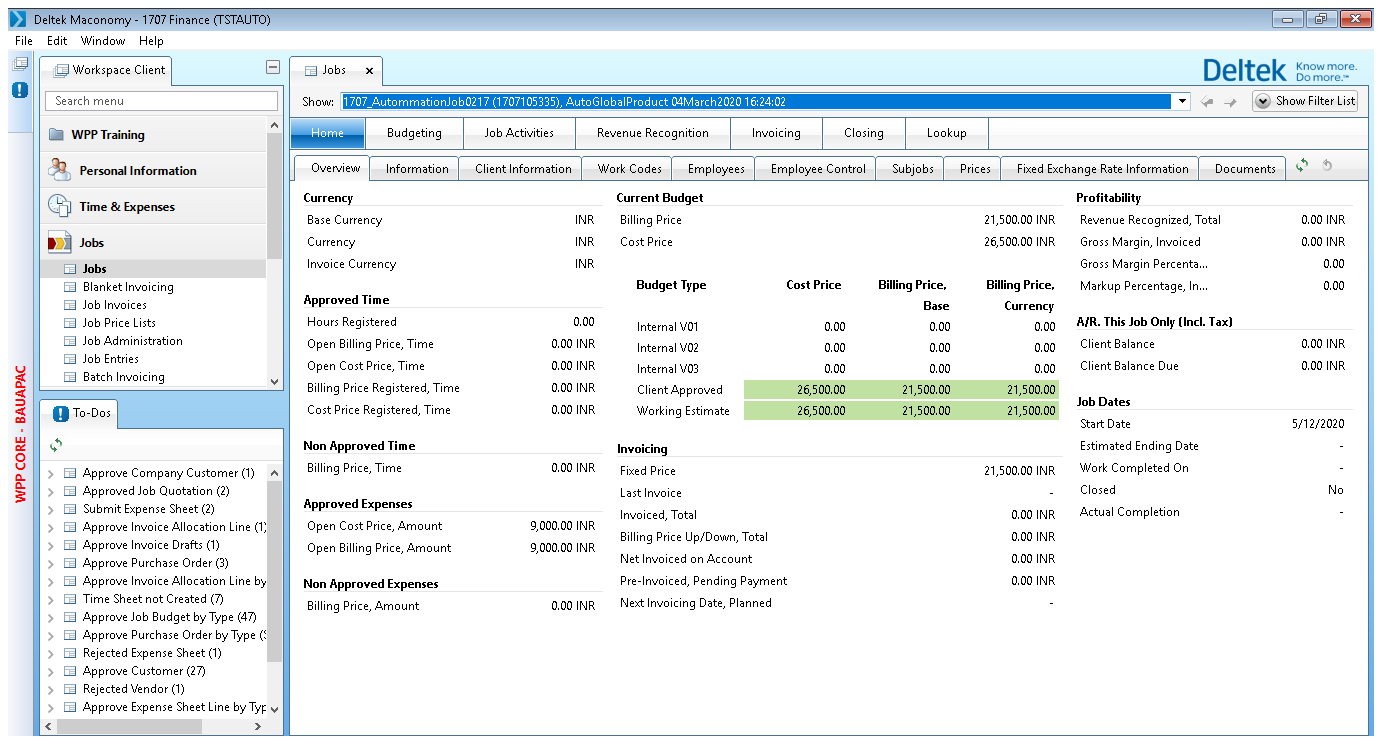 Deltek Maconomy - 1707 Finance (TSTAUTO)
File Edit Window Help
WPP CORE - BAUAPAC
Workspace Client
Search menu
WPP Training
Personal Information
Time & Expenses
Jobs
Jobs
Blanket Invoicing
Job Invoices
Job Price Lists
Job Administration
Job Entries
Batch Invoicing
To-Dos
Approve Company Customer (1)
Approved Job Quotation (2)
Submit Expense Sheet (2)
Approve Invoice Allocation Line (1)
Approve Invoice Drafts (1)
Approve Purchase Order (3)
Approve Invoice Allocation Line by
Time Sheet not Created (7)
Approve Job Budget by Type (47)
Approve Purchase Order by Type (
Rejected Expense Sheet (1)
Approve Customer (27)
Rejected Vendor (1)
Approve Expense Sheet Line by Typ
Jobs x
Deltek Know more.
Do more.™
Show: 1707_AutommationJob0217 (1707105335), AutoGlobalProduct 04March2020 16:24:02 Show Filter List
Home Budgeting Job Activities Revenue Recognition Invoicing Closing Lookup
Overview Information Client Information Work Codes Employees Employee Control Subjobs Prices Fixed Exchange Rate Information Documents
Currency
Base Currency INR
Currency INR
Invoice Currency INR
Approved Time
Hours Registered 0.00
Open Billing Price, Time 0.00 INR
Open Cost Price, Time 0.00 INR
Billing Price Registered, Time 0.00 INR
Cost Price Registered, Time 0.00 INR
Non Approved Time
Billing Price, Time 0.00 INR
Approved Expenses
Open Cost Price, Amount 9,000.00 INR
Open Billing Price, Amount 9,000.00 INR
Non Approved Expenses
Billing Price, Amount 0.00 INR
Current Budget
Billing Price 21,500.00 INR
Cost Price 26,500.00 INR
Budget Type Cost Price Billing Price, Billing Price,
Base Currency
Internal V01 0.00 0.00 0.00
Internal V02 0.00 0.00 0.00
Internal V03 0.00 0.00 0.00
Client Approved 26,500.00 21,500.00 21,500.00
Working Estimate 26,500.00 21,500.00 21,500.00
Invoicing
Fixed Price 21,500.00 INR
Last Invoice -
Invoiced, Total 0.00 INR
Billing Price Up/Down, Total 0.00 INR
Net Invoiced on Account 0.00 INR
Pre-Invoiced, Pending Payment 0.00 INR
Next Invoicing Date, Planned -
Profitability
Revenue Recognized, Total 0.00 INR
Gross Margin, Invoiced 0.00 INR
Gross Margin Percenta... 0.00
Markup Percentage, In... 0.00
A/R. This Job Only (Incl. Tax)
Client Balance 0.00 INR
Client Balance Due 0.00 INR
Job Dates
Start Date 5/12/2020
Estimated Ending Date -
Work Completed On -
Closed No
Actual Completion -